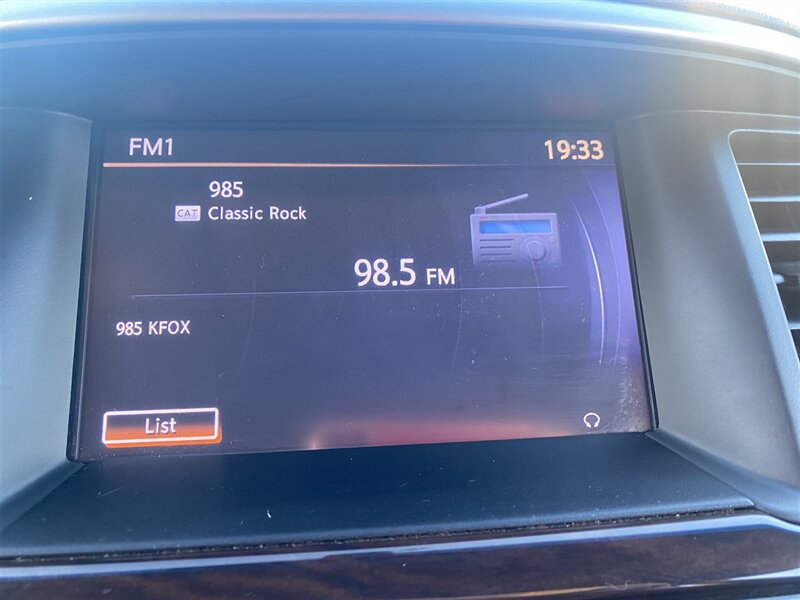 FM1 19:33
985
CAT Classic Rock
98.5 FM
985 KFOX
List